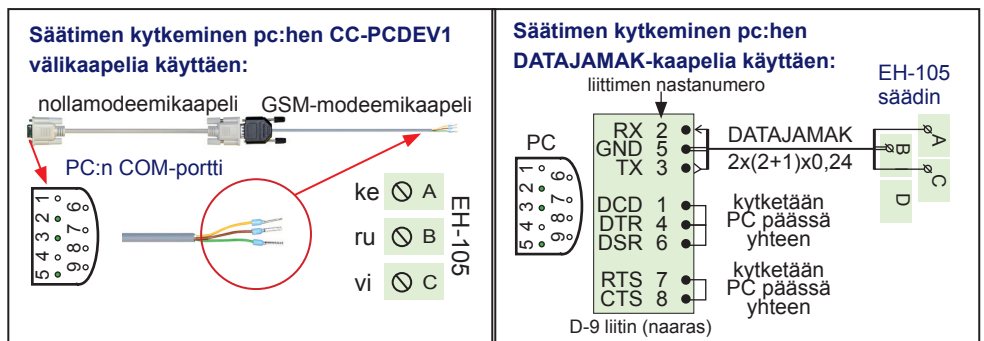 Säätimen kytkeminen pc:hen CC-PCDEV1
välikaapelia käyttäen:
nollamodeemikaapeli GSM-modeemikaapeli
PC:n COM-portti
1
2
3
4
5
6
7
8
9
ke A
ru B
vi C
EH-105
Säätimen kytkeminen pc:hen
DATAJAMAK-kaapelia käyttäen:
liittimen nastanumero
EH-105
säädin
PC
1
2
3
4
5
6
7
8
9
RX 2
GND 5
TX 3
DATAJAMAK
2x(2+1)x0,24
A
B
C
D
DCD 1
DTR 4
DSR 6
kytketään
PC päässä
yhteen
RTS 7
CTS 8
kytketään
PC päässä
yhteen
D-9 liitin (naaras)